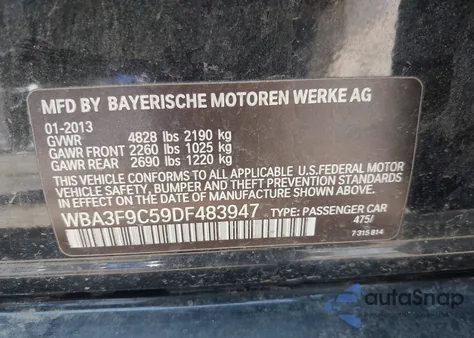 MFD BY BAYERISCHE MOTOREN WERKE AG
01-2013
GVWR 4828 lbs 2190 kg
GAWR FRONT 2260 lbs 1025 kg
GAWR REAR 2690 lbs 1220 kg
THIS VEHICLE CONFORMS TO ALL APPLICABLE U.S. FEDERAL MOTOR
VEHICLE SAFETY, BUMPER AND THEFT PREVENTION STANDARDS
IN EFFECT ON THE DATE OF MANUFACTURE SHOWN ABOVE.
WBA3F9C59DF483947 TYPE: PASSENGER CAR
475/
7 315 814
autoSnap